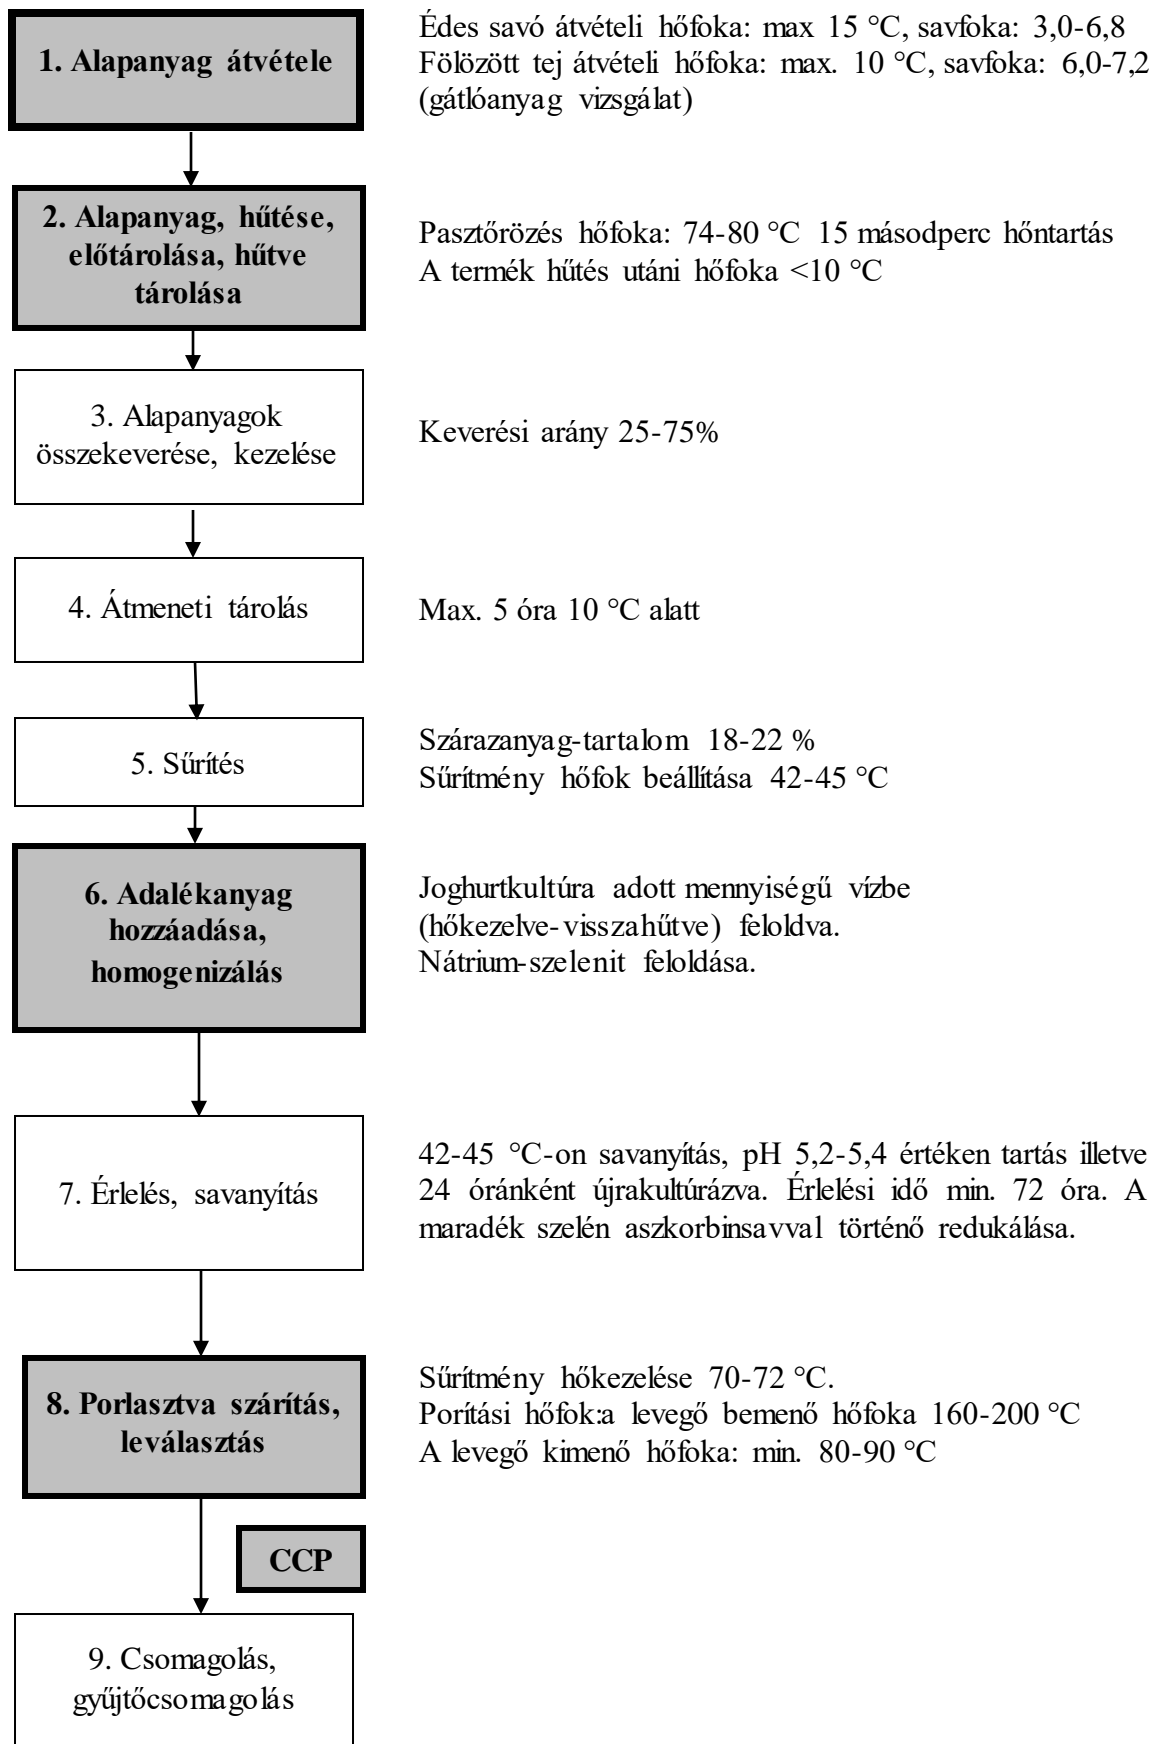 1. Alapanyag átvétele
Édes savó átvételi hőfoka: max 15 °C, savfoka: 3,0-6,8
Fölözött tej átvételi hőfoka: max. 10 °C, savfoka: 6,0-7,2
(gátlóanyag vizsgálat)
2. Alapanyag, hűtése,
előtárolása, hűtve
tárolása
Pasztőrözés hőfoka: 74-80 °C 15 másodperc hőntartás
A termék hűtés utáni hőfoka <10 °C
3. Alapanyagok
összekeverése, kezelése
Keverési arány 25-75%
4. Átmeneti tárolás
Max. 5 óra 10 °C alatt
5. Sűrítés
Szárazanyag-tartalom 18-22 %
Sűrítmény hőfok beállítása 42-45 °C
6. Adalékanyag
hozzáadása,
homogenizálás
Joghurtkultúra adott mennyiségű vízbe
(hőkezelve-visszahűtve) feloldva.
Nátrium-szelenit feloldása.
7. Érlelés, savanyítás
42-45 °C-on savanyítás, pH 5,2-5,4 értéken tartás illetve
24 óránként újrakultúrázva. Érlelési idő min. 72 óra. A
maradék szelén aszkorbinsavval történő redukálása.
8. Porlasztva szárítás,
leválasztás
Sűrítmény hőkezelése 70-72 °C.
Porítási hőfok:a levegő bemenő hőfoka 160-200 °C
A levegő kimenő hőfoka: min. 80-90 °C
CCP
9. Csomagolás,
gyűjtőcsomagolás